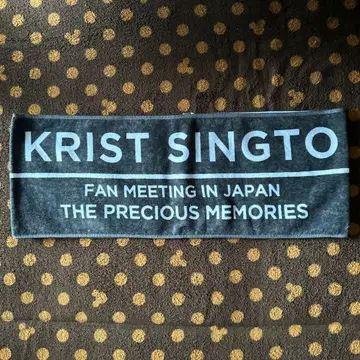 KRIST SINGTO
FAN MEETING IN JAPAN
THE PRECIOUS MEMORIES